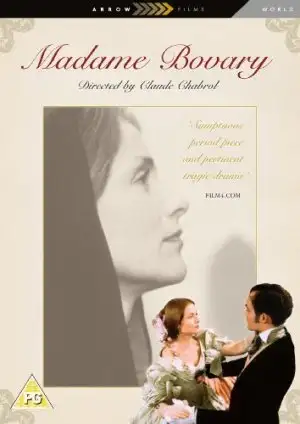 ARROW FILMS WORLD
Madame Bovary
Directed by Claude Chabrol
'Sumptuous
period piece
and pertinent
tragic drama'
FILM4.COM
PG